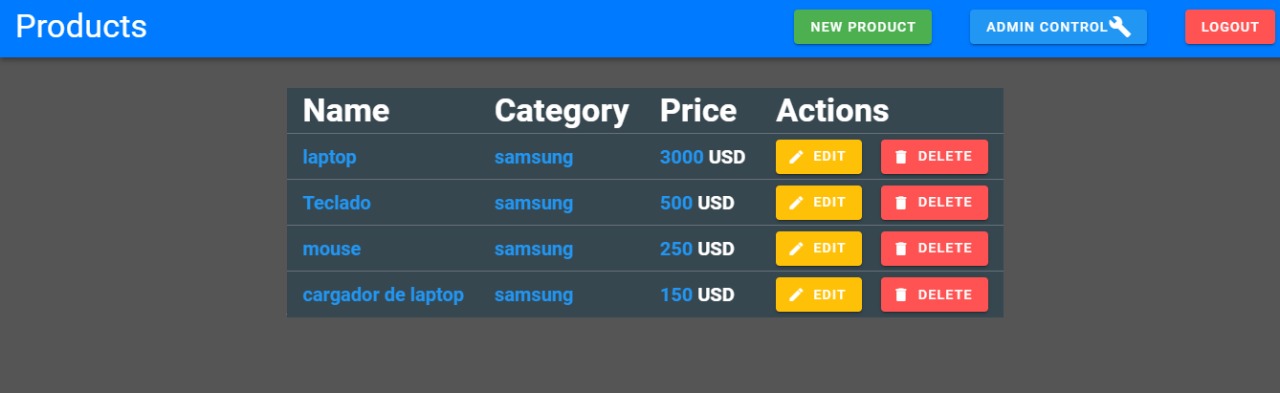 Products NEW PRODUCT ADMIN CONTROL LOGOUT
Name Category Price Actions
laptop samsung 3000 USD EDIT DELETE
Teclado samsung 500 USD EDIT DELETE
mouse samsung 250 USD EDIT DELETE
cargador de laptop samsung 150 USD EDIT DELETE